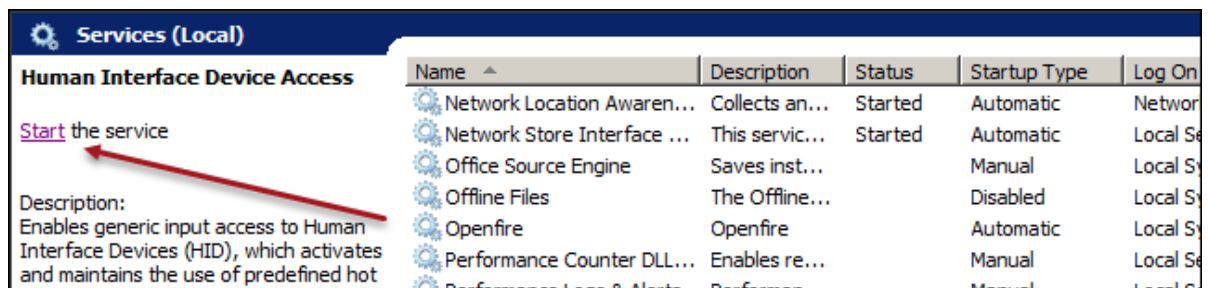 Services (Local)
Human Interface Device Access
Start the service
Description:
Enables generic input access to Human
Interface Devices (HID), which activates
and maintains the use of predefined hot
Name Description Status Startup Type Log On
Network Location Awaren... Collects an... Started Automatic Networ
Network Store Interface ... This servic... Started Automatic Local Se
Office Source Engine Saves inst... Manual Local Sy
Offline Files The Offline... Disabled Local Sy
Openfire Openfire Automatic Local Sy
Performance Counter DLL... Enables re... Manual Local Se